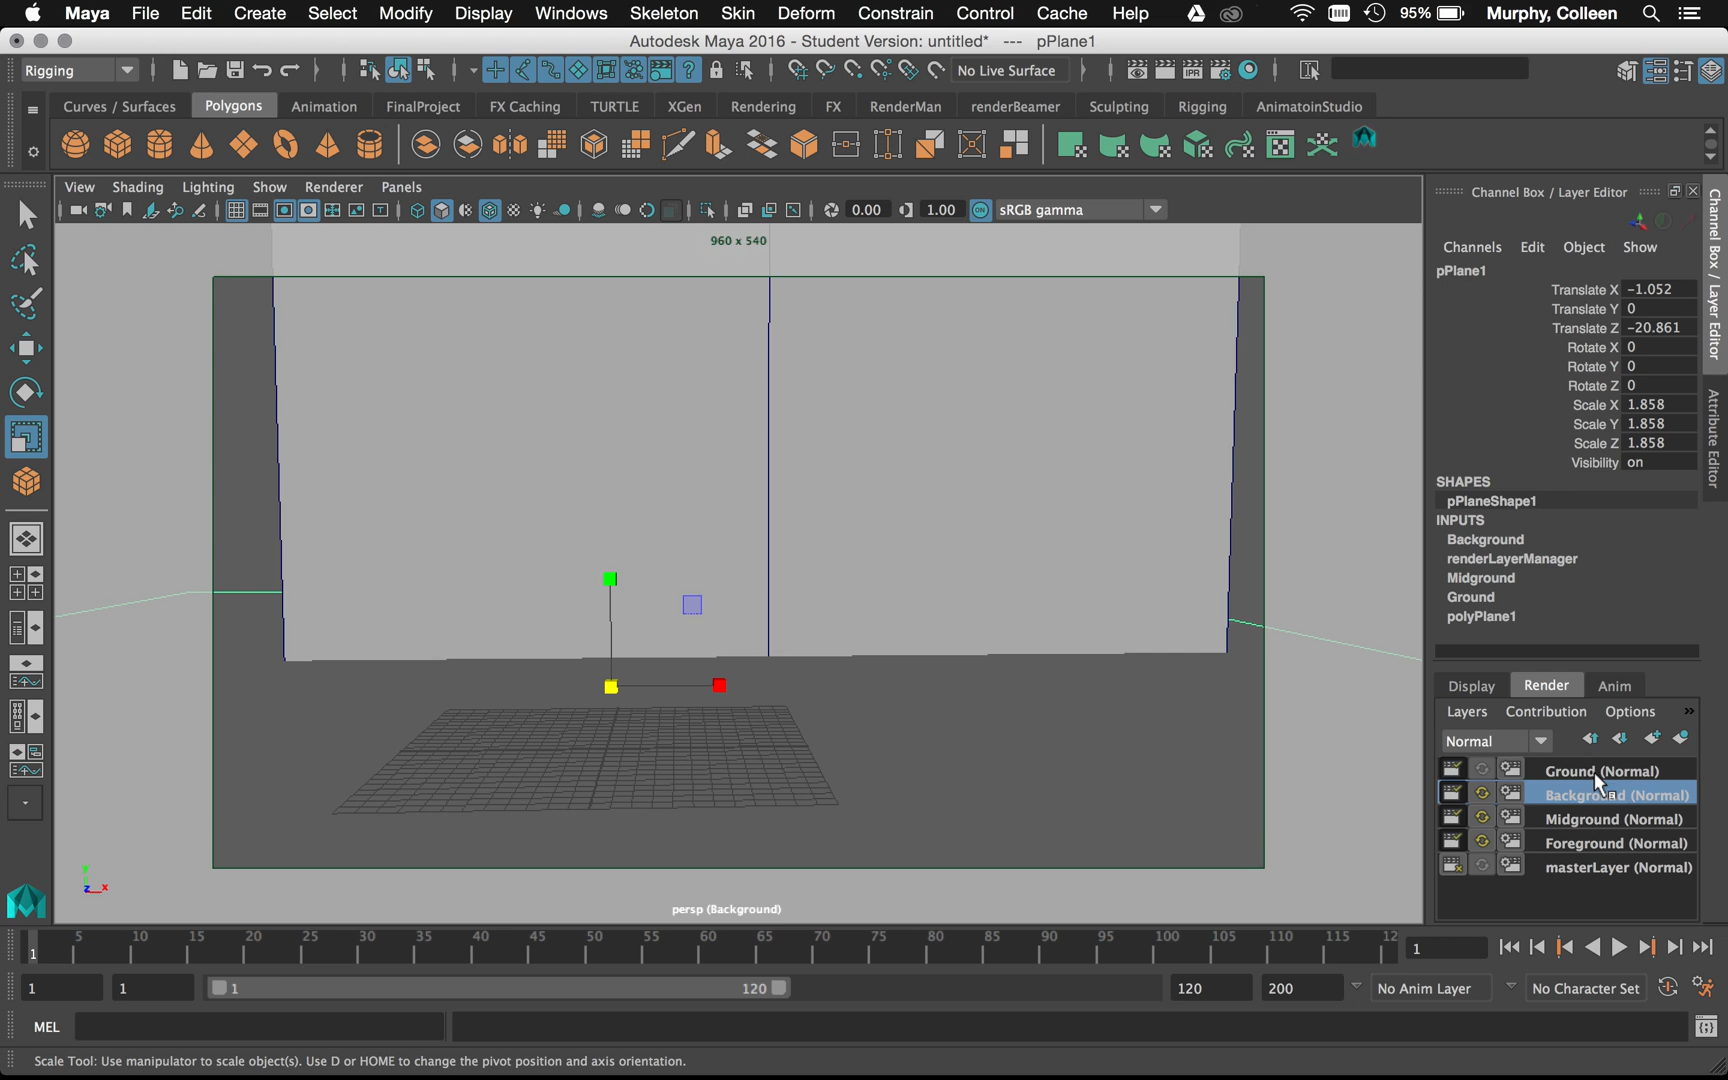 Maya File Edit Create Select Modify Display Windows Skeleton Skin Deform Constrain Control Cache Help 95% Murphy, Colleen
Autodesk Maya 2016 - Student Version: untitled* --- pPlane1
Rigging No Live Surface IPR
Curves / Surfaces Polygons Animation FinalProject FX Caching TURTLE XGen Rendering FX RenderMan renderBeamer Sculpting Rigging AnimatoinStudio
View Shading Lighting Show Renderer Panels
0.00 1.00 ON sRGB gamma
960 x 540
persp (Background)
y
z x
Channel Box / Layer Editor
Channels Edit Object Show
pPlane1
Translate X -1.052
Translate Y 0
Translate Z -20.861
Rotate X 0
Rotate Y 0
Rotate Z 0
Scale X 1.858
Scale Y 1.858
Scale Z 1.858
Visibility on
SHAPES
pPlaneShape1
INPUTS
Background
renderLayerManager
Midground
Ground
polyPlane1
Display Render Anim
Layers Contribution Options »
Normal
Ground (Normal)
Background (Normal)
Midground (Normal)
Foreground (Normal)
masterLayer (Normal)
Channel Box / Layer Editor
Attribute Editor
1 5 10 15 20 25 30 35 40 45 50 55 60 65 70 75 80 85 90 95 100 105 110 115 12 1
1 1 1 120 120 200 No Anim Layer No Character Set
MEL
Scale Tool: Use manipulator to scale object(s). Use D or HOME to change the pivot position and axis orientation.